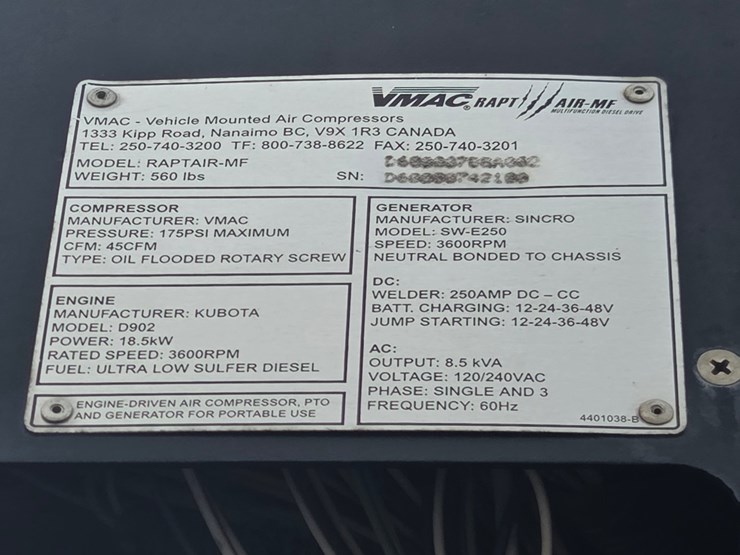 VMAC RAPTAIR-MF
MULTIFUNCTION DIESEL DRIVE
VMAC - Vehicle Mounted Air Compressors
1333 Kipp Road, Nanaimo BC, V9X 1R3 CANADA
TEL: 250-740-3200 TF: 800-738-8622 FAX: 250-740-3201
MODEL: RAPTAIR-MF
WEIGHT: 560 lbs SN:
COMPRESSOR
MANUFACTURER: VMAC
PRESSURE: 175PSI MAXIMUM
CFM: 45CFM
TYPE: OIL FLOODED ROTARY SCREW
ENGINE
MANUFACTURER: KUBOTA
MODEL: D902
POWER: 18.5kW
RATED SPEED: 3600RPM
FUEL: ULTRA LOW SULFER DIESEL
ENGINE-DRIVEN AIR COMPRESSOR, PTO
AND GENERATOR FOR PORTABLE USE
GENERATOR
MANUFACTURER: SINCRO
MODEL: SW-E250
SPEED: 3600RPM
NEUTRAL BONDED TO CHASSIS
DC:
WELDER: 250AMP DC – CC
BATT. CHARGING: 12-24-36-48V
JUMP STARTING: 12-24-36-48V
AC:
OUTPUT: 8.5 kVA
VOLTAGE: 120/240VAC
PHASE: SINGLE AND 3
FREQUENCY: 60Hz
4401038-B